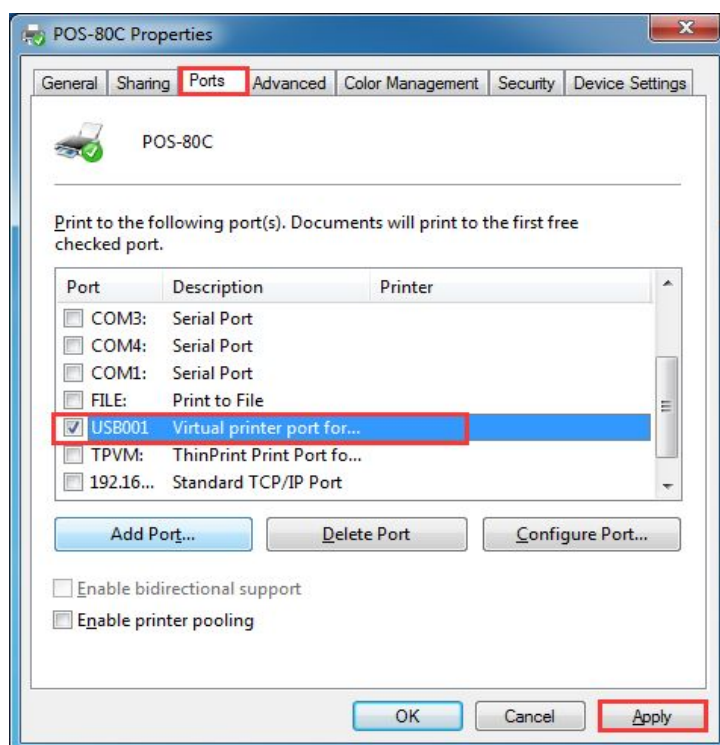 POS-80C Properties
General Sharing Ports Advanced Color Management Security Device Settings
POS-80C
Print to the following port(s). Documents will print to the first free
checked port.
Port Description Printer
COM3: Serial Port
COM4: Serial Port
COM1: Serial Port
FILE: Print to File
USB001 Virtual printer port for...
TPVM: ThinPrint Print Port fo...
192.16... Standard TCP/IP Port
Add Port... Delete Port Configure Port...
Enable bidirectional support
Enable printer pooling
OK Cancel Apply